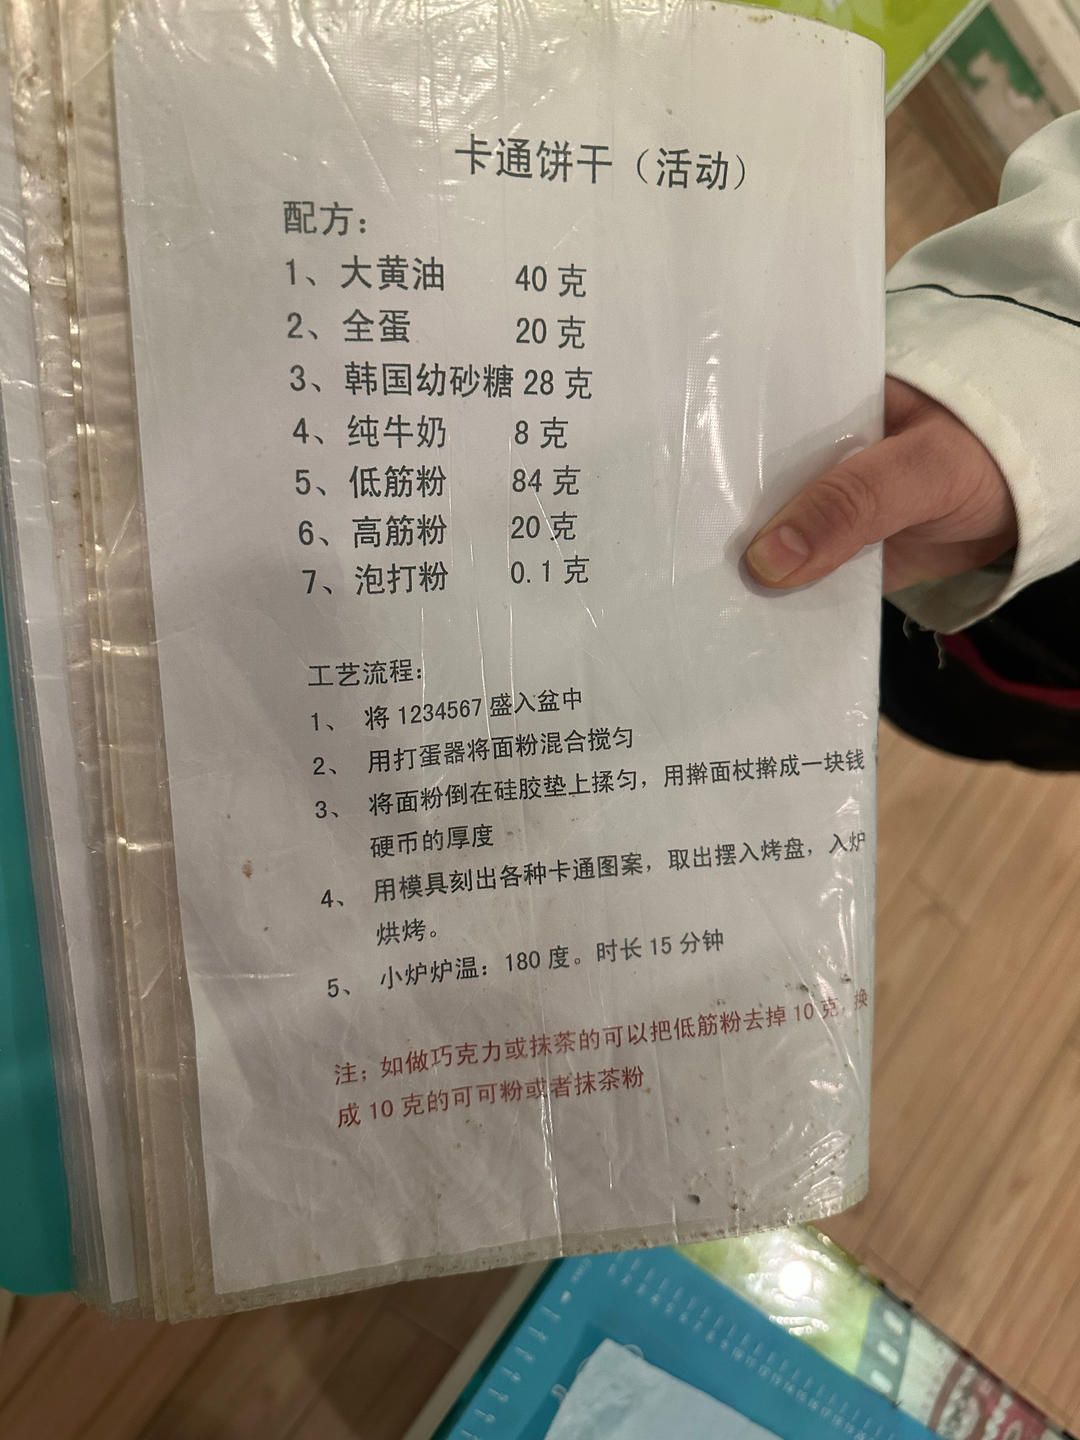 卡通饼干（活动）
配方：
1、大黄油 40 克
2、全蛋 20 克
3、韩国幼砂糖 28 克
4、纯牛奶 8 克
5、低筋粉 84 克
6、高筋粉 20 克
7、泡打粉 0.1 克
工艺流程：
1、 将 1234567 盛入盆中
2、 用打蛋器将面粉混合搅匀
3、 将面粉倒在硅胶垫上揉匀，用擀面杖擀成一块钱
硬币的厚度
4、 用模具刻出各种卡通图案，取出摆入烤盘，入炉
烘烤。
5、 小炉炉温：180 度。时长 15 分钟
注；如做巧克力或抹茶的可以把低筋粉去掉 10 克，换
成 10 克的可可粉或者抹茶粉